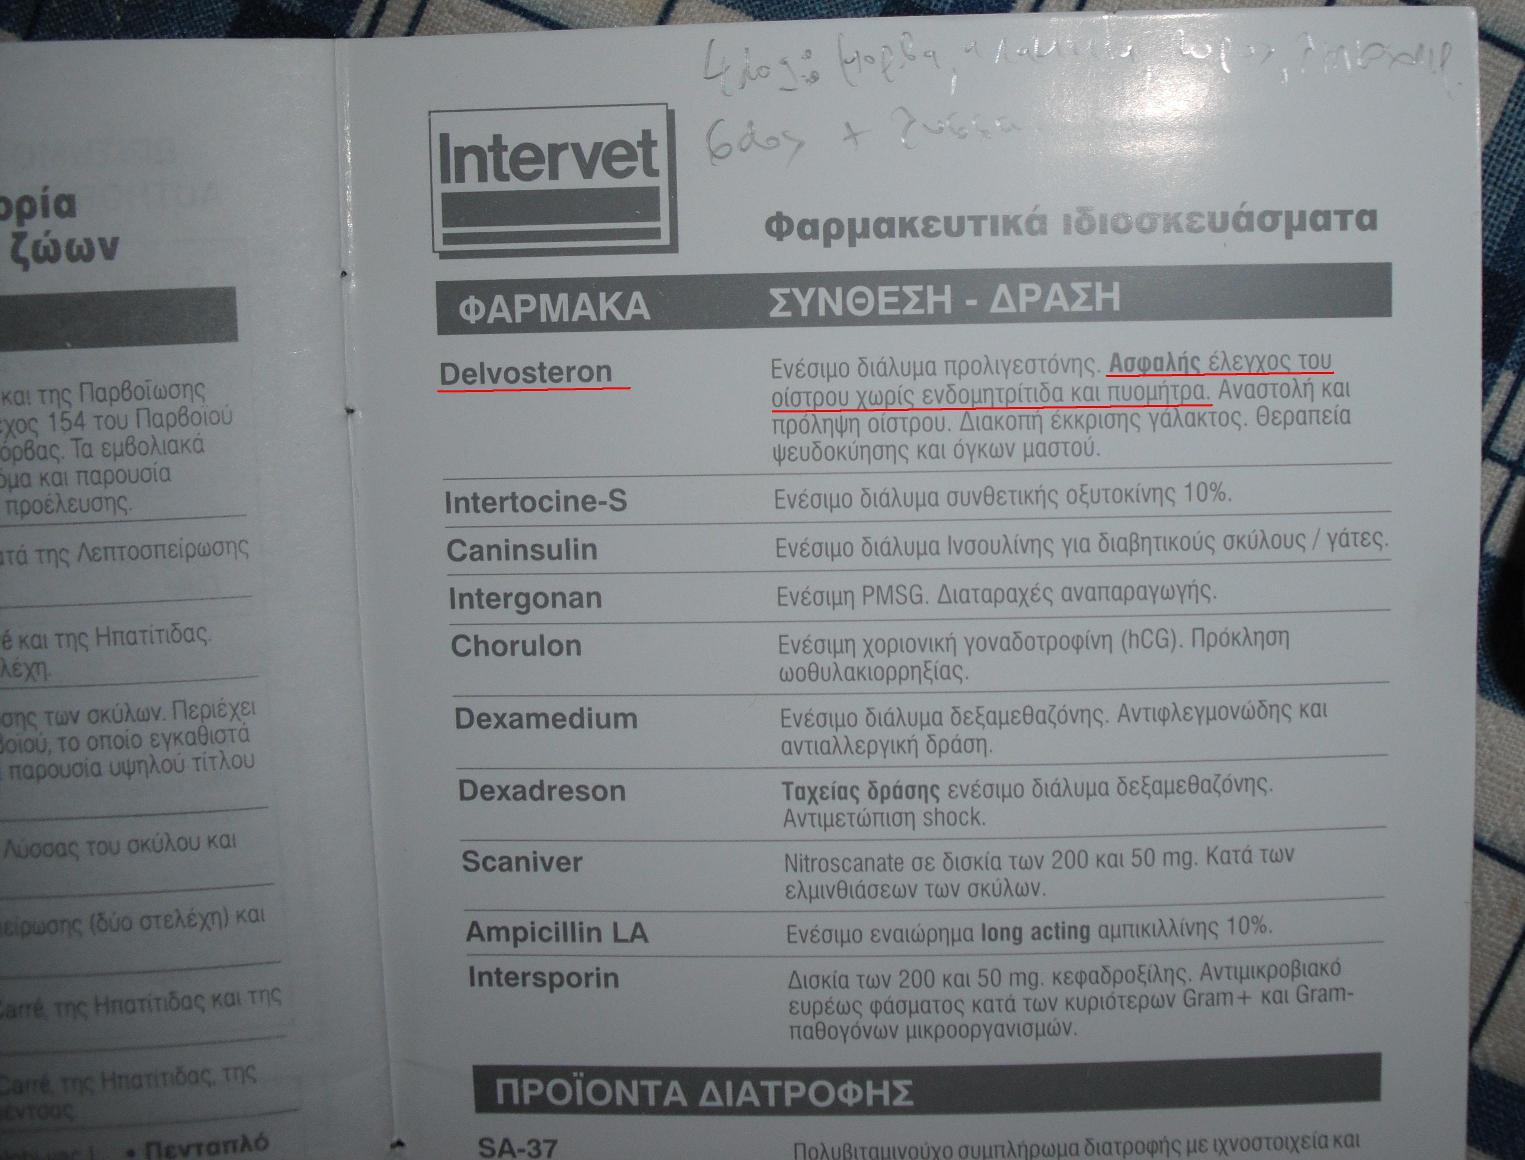 ορία
ζώων
και της Παρβοΐωσης
154 του Παρβοϊού
όρβας. Τα εμβολιακά
και παρουσία
προέλευσης.
της Λεπτοσπείρωσης
και της Ηπατίτιδας.
των σκύλων. Περιέχει
το οποίο εγκαθιστά
παρουσία υψηλού τίτλου
Λύσσας του σκύλου και
(δύο στελέχη) και
Carré, της Ηπατίτιδας και της
Carré, της Ηπατίτιδας, της
• Πενταπλό
6δος + λύσσα
Intervet
Φαρμακευτικά ιδιοσκευάσματα
ΦΑΡΜΑΚΑ ΣΥΝΘΕΣΗ - ΔΡΑΣΗ
Delvosteron Ενέσιμο διάλυμα προλιγεστόνης. Ασφαλής έλεγχος του
οίστρου χωρίς ενδομητρίτιδα και πυομήτρα. Αναστολή και
πρόληψη οίστρου. Διακοπή έκκρισης γάλακτος. Θεραπεία
ψευδοκύησης και όγκων μαστού.
Intertocine-S Ενέσιμο διάλυμα συνθετικής οξυτοκίνης 10%.
Caninsulin Ενέσιμο διάλυμα Ινσουλίνης για διαβητικούς σκύλους / γάτες.
Intergonan Ενέσιμη PMSG. Διαταραχές αναπαραγωγής.
Chorulon Ενέσιμη χοριονική γοναδοτροφίνη (hCG). Πρόκληση
ωοθυλακιορρηξίας.
Dexamedium Ενέσιμο διάλυμα δεξαμεθαζόνης. Αντιφλεγμονώδης και
αντιαλλεργική δράση.
Dexadreson Ταχείας δράσης ενέσιμο διάλυμα δεξαμεθαζόνης.
Αντιμετώπιση shock.
Scaniver Nitroscanate σε δισκία των 200 και 50 mg. Κατά των
ελμινθιάσεων των σκύλων.
Ampicillin LA Ενέσιμο εναιώρημα long acting αμπικιλλίνης 10%.
Intersporin Δισκία των 200 και 50 mg. κεφαδροξίλης. Αντιμικροβιακό
ευρέως φάσματος κατά των κυριότερων Gram+ και Gram-
παθογόνων μικροοργανισμών.
ΠΡΟΪΟΝΤΑ ΔΙΑΤΡΟΦΗΣ
SA-37 Πολυβιταμινούχο συμπλήρωμα διατροφής με ιχνοστοιχεία και